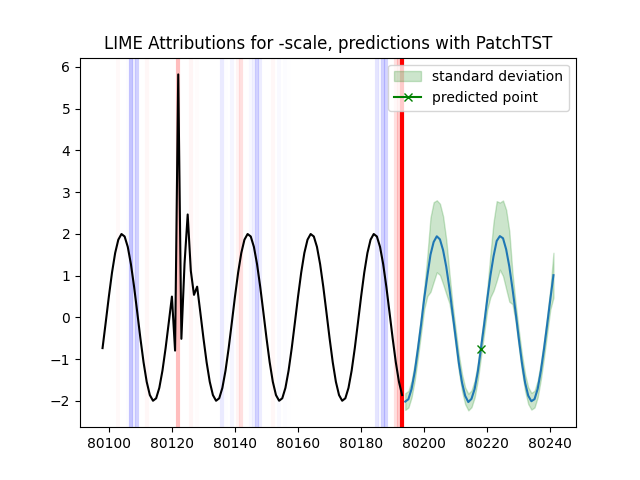 LIME Attributions for -scale, predictions with PatchTST
standard deviation
predicted point
6
5
4
3
2
1
0
−1
−2
80100 80120 80140 80160 80180 80200 80220 80240